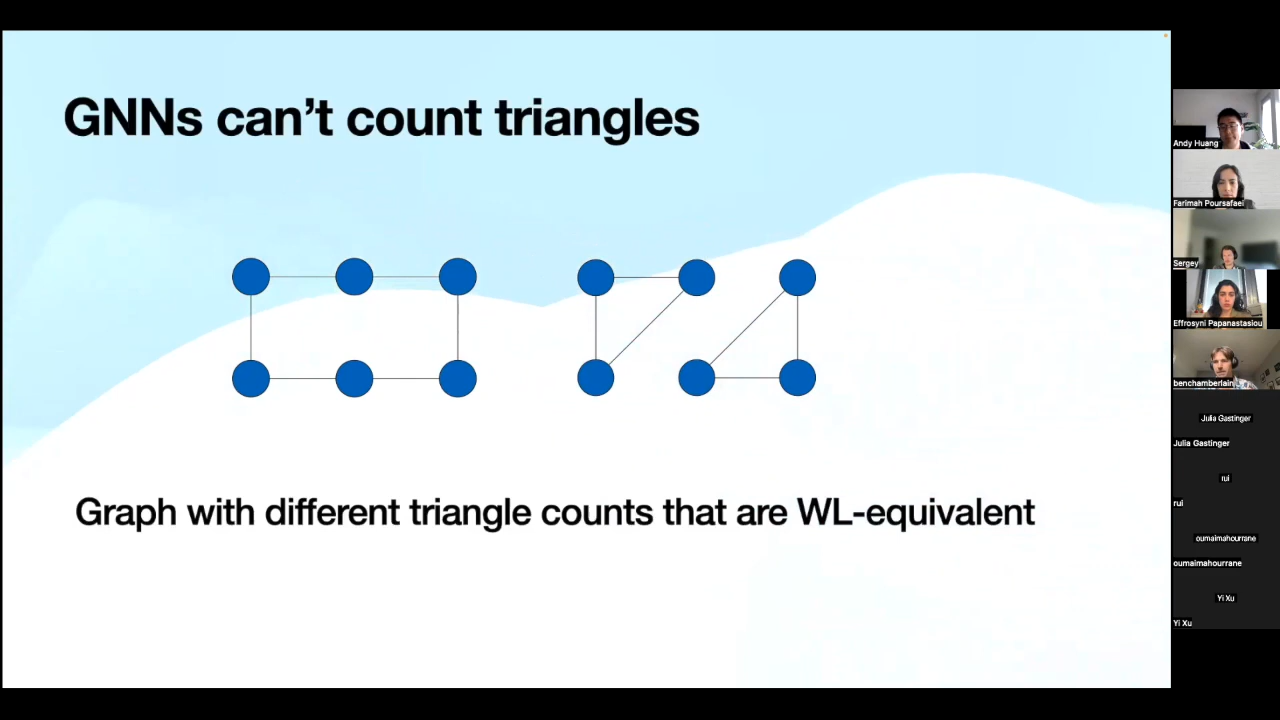 GNNs can't count triangles
Graph with different triangle counts that are WL-equivalent
Andy Huang
Farimah Poursafaei
Sergey
Effrosyni Papanastasiou
benchamberlain
Julia Gastinger
Julia Gastinger
rui
rui
oumaimahourrane
oumaimahourrane
Yi Xu
Yi Xu